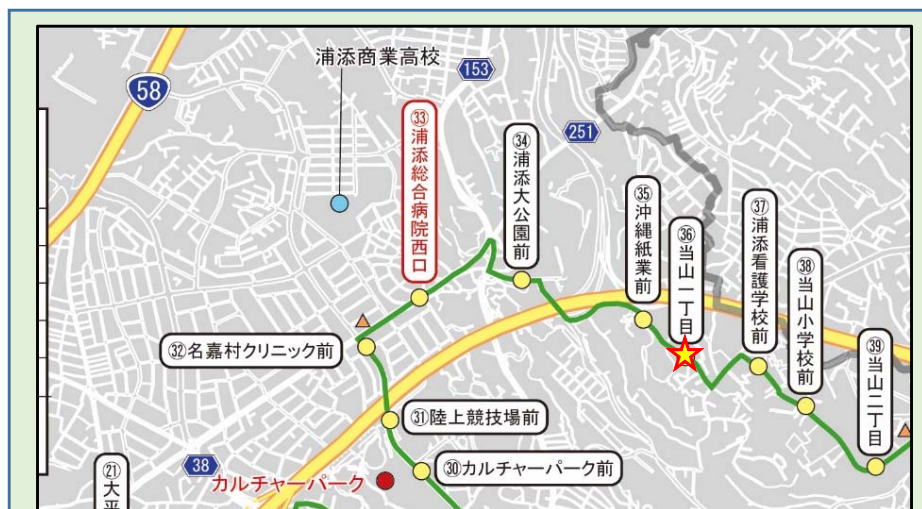 浦添商業高校
153
58
251
㉝浦添総合病院西口
㉞浦添大公園前
㉟沖縄紙業前
㊱当山一丁目
㊲浦添看護学校前
㊳当山小学校前
㊴当山二丁目
㉜名嘉村クリニック前
㉛陸上競技場前
㉚カルチャーパーク前
カルチャーパーク
38
㉑大平